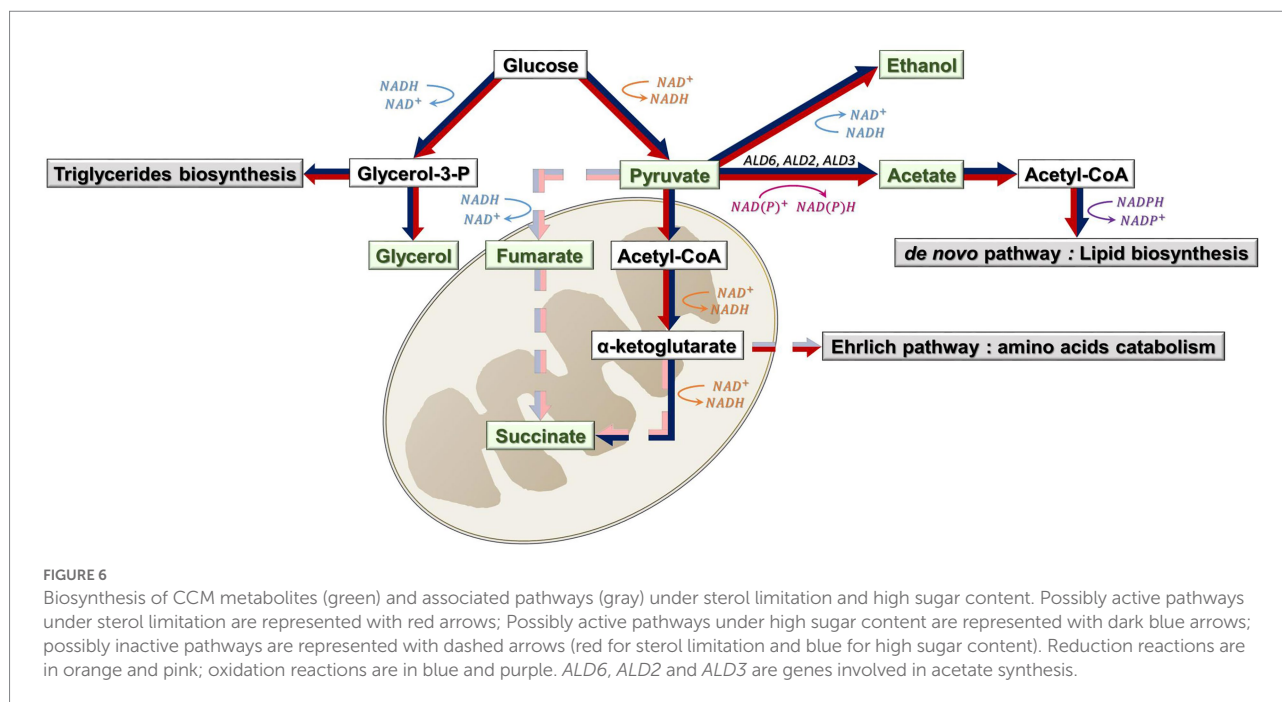 Glucose
Ethanol
NADH
NAD⁺
NAD⁺
NADH
NAD⁺
NADH
Triglycerides biosynthesis
Glycerol-3-P
Pyruvate
ALD6, ALD2, ALD3
Acetate
Acetyl-CoA
NADH
NAD⁺
NAD(P)⁺ NAD(P)H
NADPH
NADP⁺
Glycerol
Fumarate
Acetyl-CoA
de novo pathway : Lipid biosynthesis
NAD⁺
NADH
α-ketoglutarate
Ehrlich pathway : amino acids catabolism
NAD⁺
NADH
Succinate
FIGURE 6
Biosynthesis of CCM metabolites (green) and associated pathways (gray) under sterol limitation and high sugar content. Possibly active pathways
under sterol limitation are represented with red arrows; Possibly active pathways under high sugar content are represented with dark blue arrows;
possibly inactive pathways are represented with dashed arrows (red for sterol limitation and blue for high sugar content). Reduction reactions are
in orange and pink; oxidation reactions are in blue and purple. ALD6, ALD2 and ALD3 are genes involved in acetate synthesis.